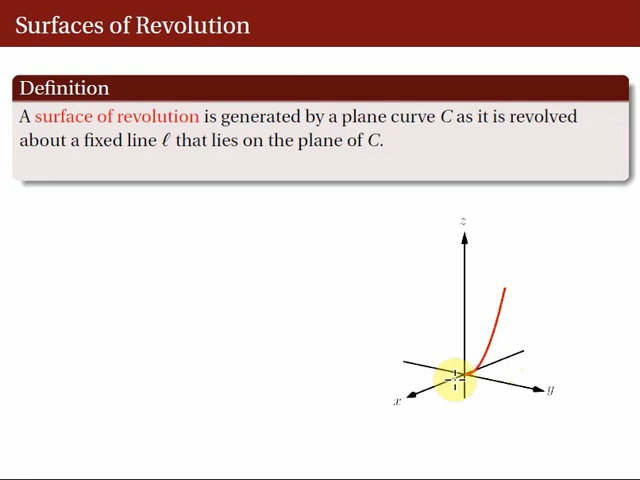 Surfaces of Revolution
Definition
A surface of revolution is generated by a plane curve C as it is revolved
about a fixed line ℓ that lies on the plane of C.
z
y
x